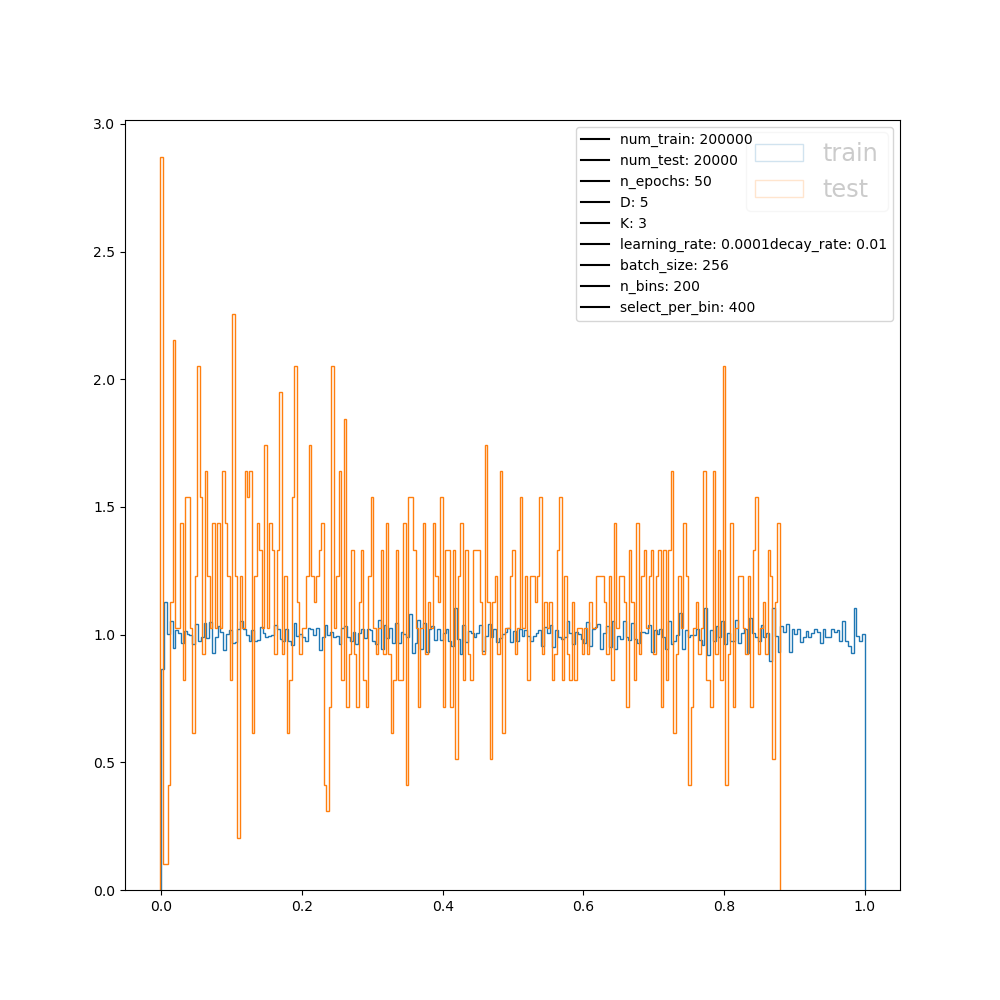 3.0
2.5
2.0
1.5
1.0
0.5
0.0
num_train: 200000
num_test: 20000
n_epochs: 50
D: 5
K: 3
learning_rate: 0.0001decay_rate: 0.01
batch_size: 256
n_bins: 200
select_per_bin: 400
train
test
0.0 0.2 0.4 0.6 0.8 1.0